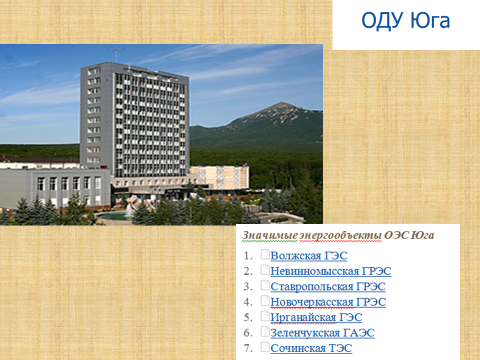 ОДУ Юга
Значимые энергообъекты ОЭС Юга
1. Волжская ГЭС
2. Невинномысская ГРЭС
3. Ставропольская ГРЭС
4. Новочеркасская ГРЭС
5. Ирганайская ГЭС
6. Зеленчукская ГАЭС
7. Сочинская ТЭС